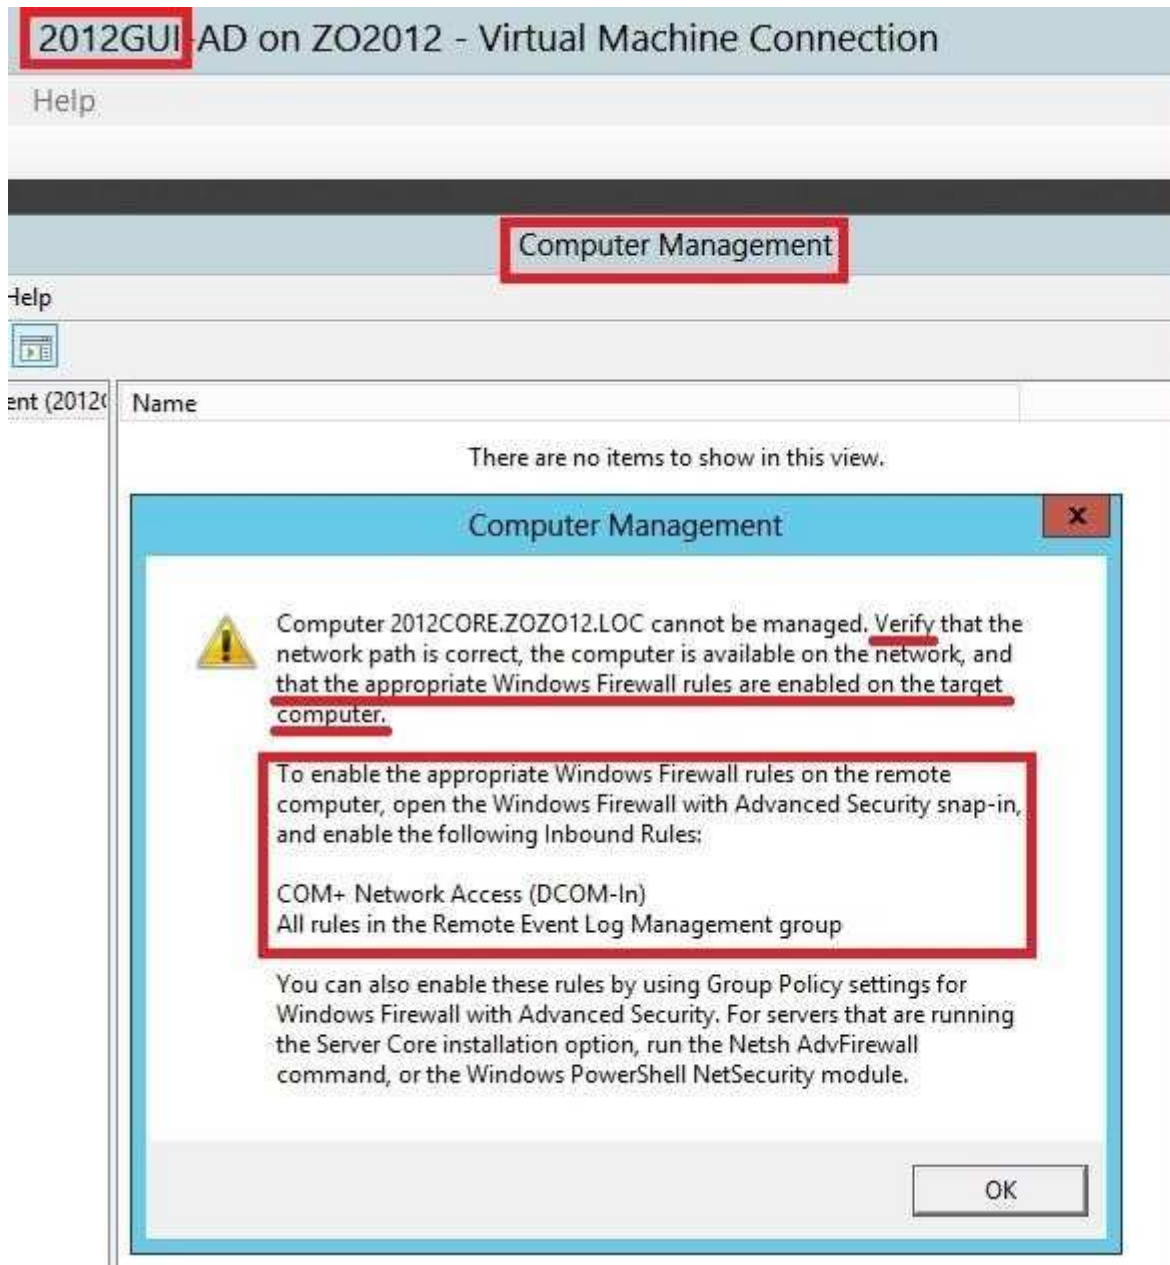 2012GUI-AD on ZO2012 - Virtual Machine Connection
Help
Computer Management
Help
ent (2012
Name
There are no items to show in this view.
Computer Management
x
Computer 2012CORE.ZOZO12.LOC cannot be managed. Verify that the
network path is correct, the computer is available on the network, and
that the appropriate Windows Firewall rules are enabled on the target
computer.
To enable the appropriate Windows Firewall rules on the remote
computer, open the Windows Firewall with Advanced Security snap-in,
and enable the following Inbound Rules:
COM+ Network Access (DCOM-In)
All rules in the Remote Event Log Management group
You can also enable these rules by using Group Policy settings for
Windows Firewall with Advanced Security. For servers that are running
the Server Core installation option, run the Netsh AdvFirewall
command, or the Windows PowerShell NetSecurity module.
OK